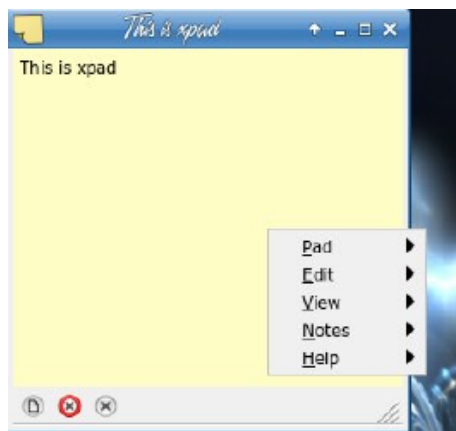 This is xpad
This is xpad
Pad
Edit
View
Notes
Help